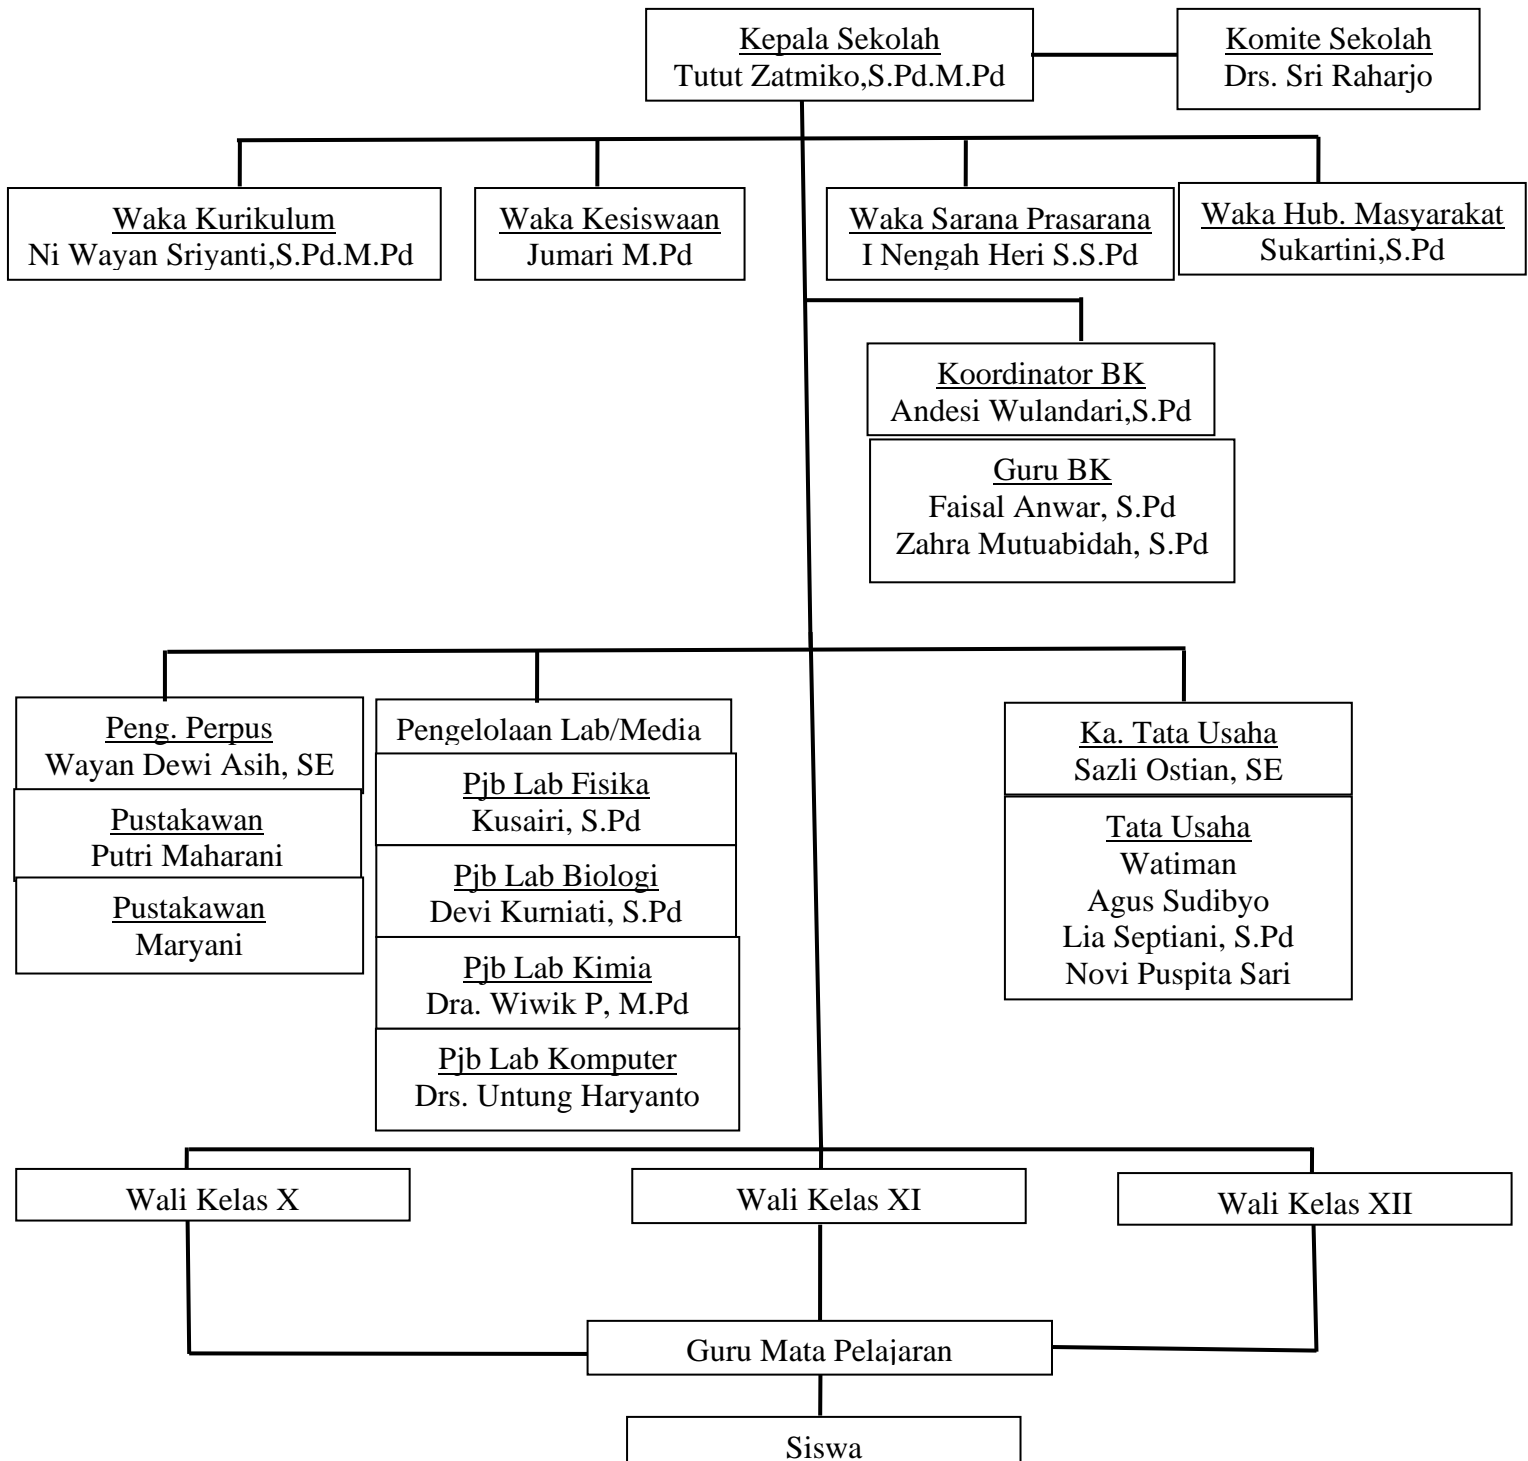 Kepala Sekolah
Tutut Zatmiko,S.Pd.M.Pd
Komite Sekolah
Drs. Sri Raharjo
Waka Kurikulum
Ni Wayan Sriyanti,S.Pd.M.Pd
Waka Kesiswaan
Jumari M.Pd
Waka Sarana Prasarana
I Nengah Heri S.S.Pd
Waka Hub. Masyarakat
Sukartini,S.Pd
Koordinator BK
Andesi Wulandari,S.Pd
Guru BK
Faisal Anwar, S.Pd
Zahra Mutuabidah, S.Pd
Peng. Perpus
Wayan Dewi Asih, SE
Pustakawan
Putri Maharani
Pustakawan
Maryani
Pengelolaan Lab/Media
Pjb Lab Fisika
Kusairi, S.Pd
Pjb Lab Biologi
Devi Kurniati, S.Pd
Pjb Lab Kimia
Dra. Wiwik P, M.Pd
Pjb Lab Komputer
Drs. Untung Haryanto
Ka. Tata Usaha
Sazli Ostian, SE
Tata Usaha
Watiman
Agus Sudibyo
Lia Septiani, S.Pd
Novi Puspita Sari
Wali Kelas X
Wali Kelas XI
Wali Kelas XII
Guru Mata Pelajaran
Siswa